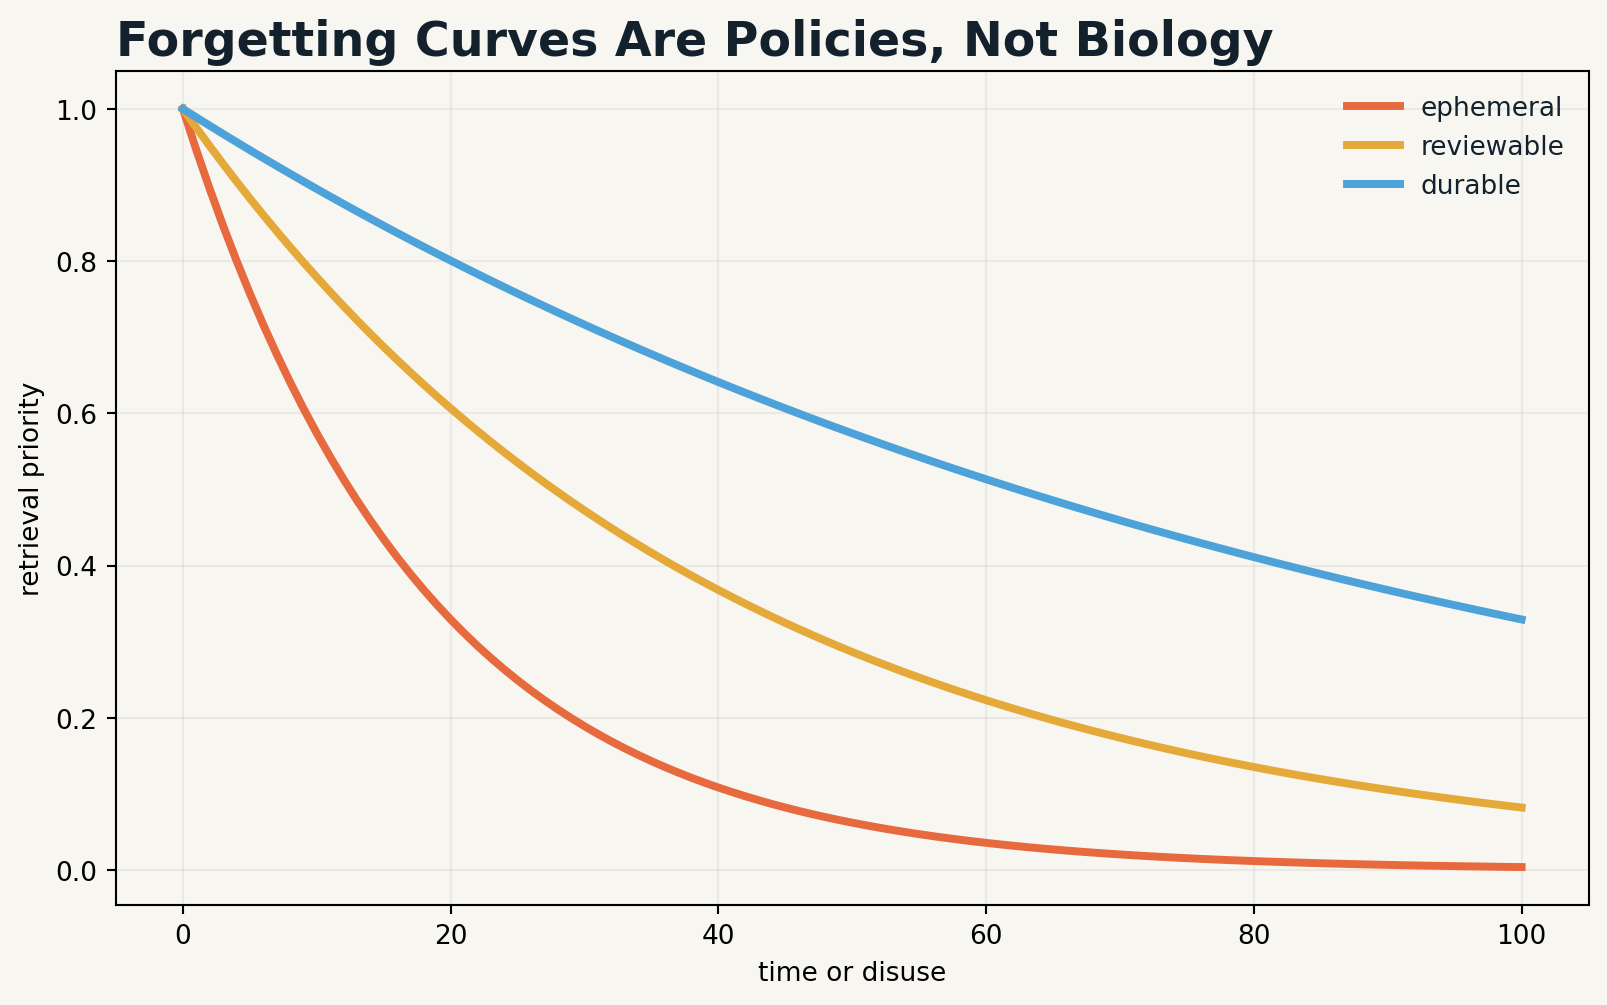 Forgetting Curves Are Policies, Not Biology
ephemeral
reviewable
durable
retrieval priority
1.0
0.8
0.6
0.4
0.2
0.0
0 20 40 60 80 100
time or disuse